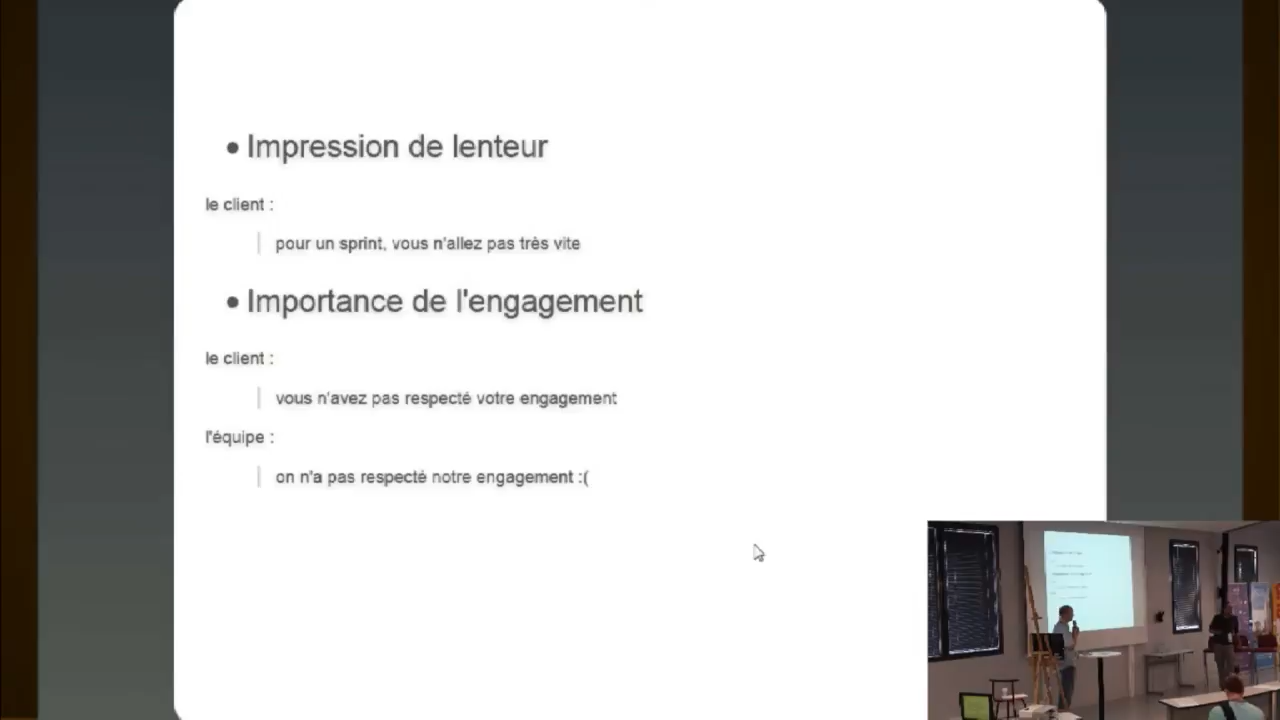 • Impression de lenteur
le client :
pour un sprint, vous n'allez pas très vite
• Importance de l'engagement
le client :
vous n'avez pas respecté votre engagement
l'équipe :
on n'a pas respecté notre engagement :(